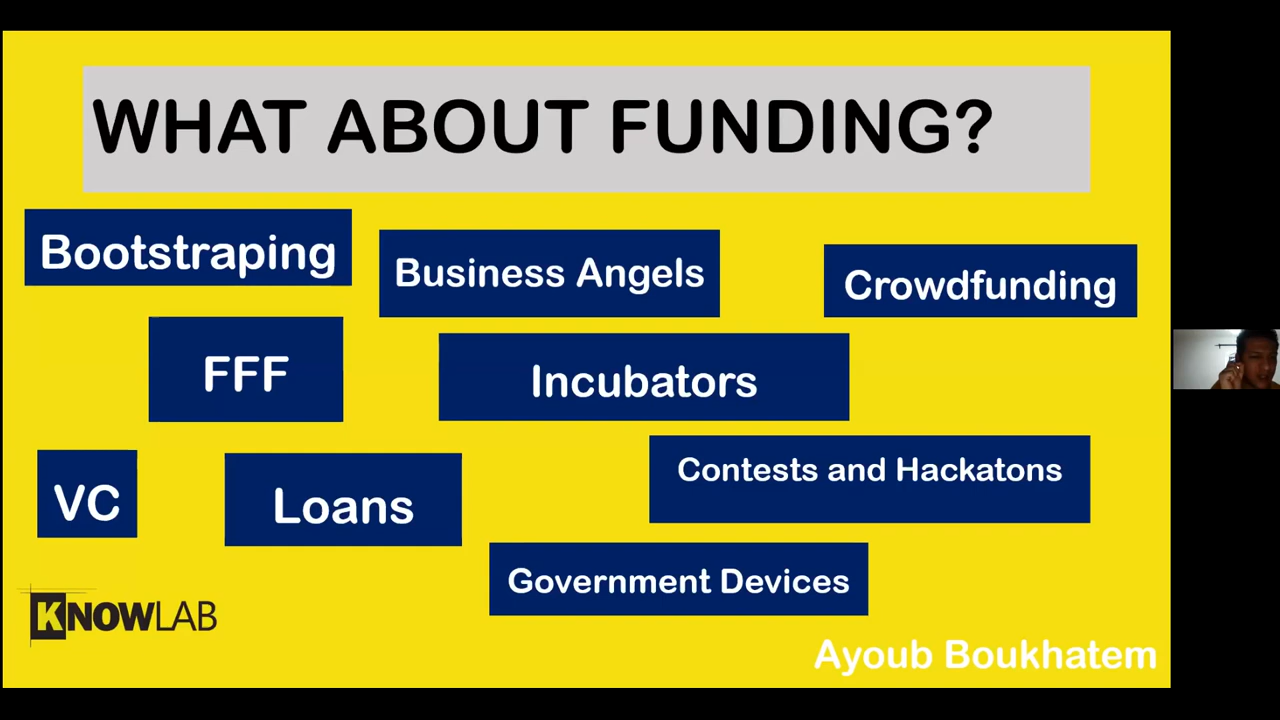 WHAT ABOUT FUNDING?
Bootstraping
Business Angels
Crowdfunding
FFF
Incubators
VC
Loans
Contests and Hackatons
Government Devices
KNOWLAB
Ayoub Boukhatem